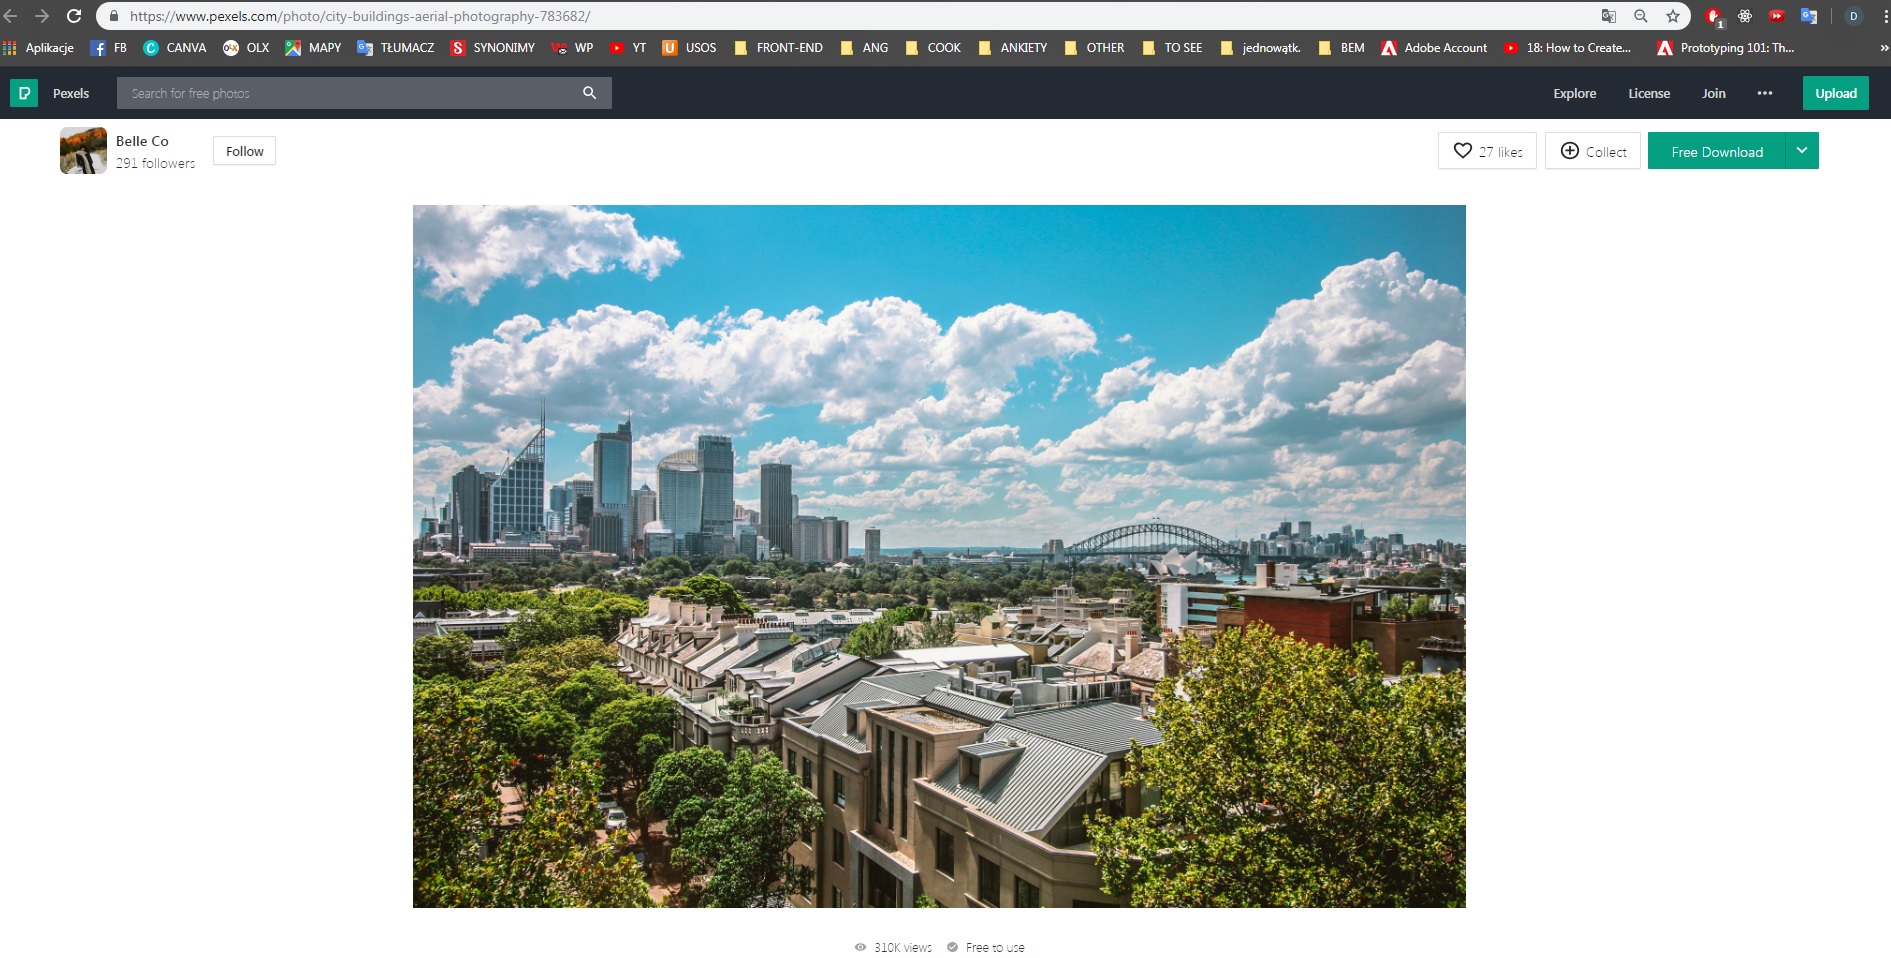 https://www.pexels.com/photo/city-buildings-aerial-photography-783682/
1
D
Aplikacje FB CANVA OLX MAPY TŁUMACZ SYNONIMY WP YT USOS FRONT-END ANG COOK ANKIETY OTHER TO SEE jednowątk. BEM Adobe Account 18: How to Create... Prototyping 101: Th... »
Pexels Search for free photos Explore License Join ••• Upload
Belle Co
291 followers
Follow
27 likes Collect Free Download
310K views Free to use